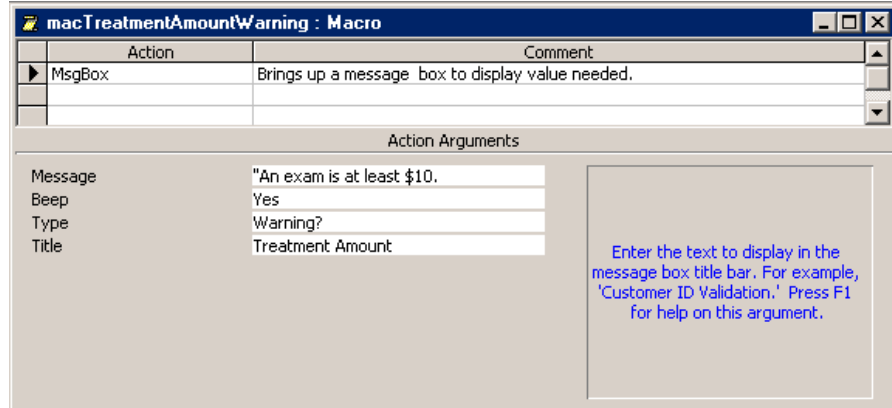 macTreatmentAmountWarning : Macro
Action Comment
MsgBox Brings up a message box to display value needed.
Action Arguments
Message "An exam is at least $10.
Beep Yes
Type Warning?
Title Treatment Amount
Enter the text to display in the
message box title bar. For example,
'Customer ID Validation.' Press F1
for help on this argument.